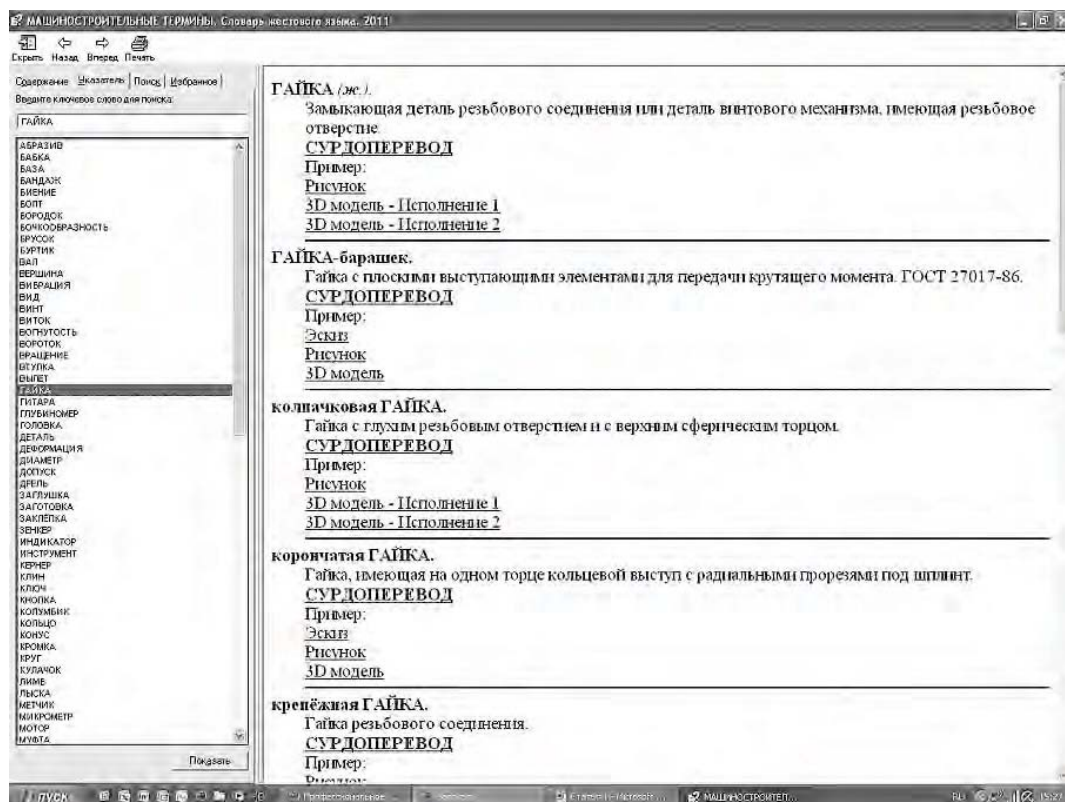 МАШИНОСТРОИТЕЛЬНЫЕ ТЕРМИНЫ. Словарь жестового языка. 2011
Скрыть Назад Вперед Печать
Содержание Указатель Поиск Избранное
Введите ключевое слово для поиска:
ГАЙКА
АБРАЗИВ
БАБКА
БАЗА
БАНДАЖ
БИЕНИЕ
БОЛТ
БОРОДОК
БОЧКООБРАЗНОСТЬ
БРУСОК
БУРТИК
ВАЛ
ВЕРШИНА
ВИБРАЦИЯ
ВИД
ВИНТ
ВИТОК
ВОГНУТОСТЬ
ВОРОТОК
ВРАЩЕНИЕ
ВТУЛКА
ВЫЛЕТ
ГАЙКА
ГИТАРА
ГЛУБИНОМЕР
ГОЛОВКА
ДЕТАЛЬ
ДЕФОРМАЦИЯ
ДИАМЕТР
ДОПУСК
ДРЕЛЬ
ЗАГЛУШКА
ЗАГОТОВКА
ЗАКЛЁПКА
ЗЕНКЕР
ИНДИКАТОР
ИНСТРУМЕНТ
КЕРНЕР
КЛИН
КЛЮЧ
КНОПКА
КОЛУМБИК
КОЛЬЦО
КОНУС
КРОМКА
КРУГ
КУЛАЧОК
ЛИМБ
ЛЫСКА
МЕТЧИК
МИКРОМЕТР
МОТОР
МУФТА
Показать
ГАЙКА (ж.).
Замыкающая деталь резьбового соединения или деталь винтового механизма, имеющая резьбовое
отверстие.
СУРДОПЕРЕВОД
Пример:
Рисунок
3D модель - Исполнение 1
3D модель - Исполнение 2
ГАЙКА-барашек.
Гайка с плоскими выступающими элементами для передачи крутящего момента. ГОСТ 27017-86.
СУРДОПЕРЕВОД
Пример:
Эскиз
Рисунок
3D модель
колпачковая ГАЙКА.
Гайка с глухим резьбовым отверстием и с верхним сферическим торцом.
СУРДОПЕРЕВОД
Пример:
Рисунок
3D модель - Исполнение 1
3D модель - Исполнение 2
корончатая ГАЙКА.
Гайка, имеющая на одном торце кольцевой выступ с радиальными прорезями под шплинт.
СУРДОПЕРЕВОД
Пример:
Эскиз
Рисунок
3D модель
крепёжная ГАЙКА.
Гайка резьбового соединения.
СУРДОПЕРЕВОД
Пример:
Рисунок
ПУСК МАШИНОСТРОИТЕЛ... RU 15:27